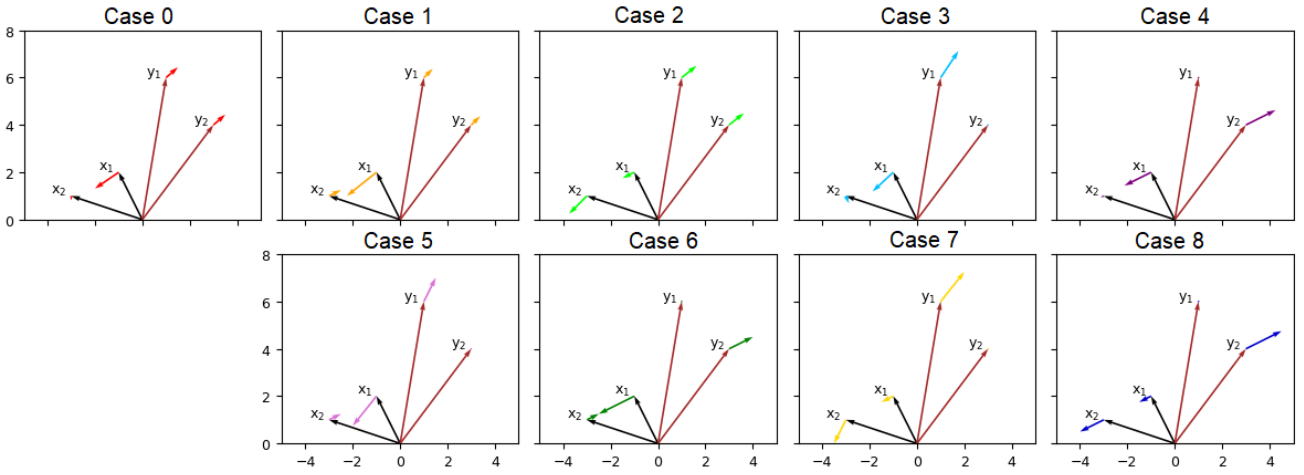 Case 0 Case 1 Case 2 Case 3 Case 4
8
6 y₁ y₁ y₁ y₁ y₁
4 y₂ y₂ y₂ y₂ y₂
2 x₁ x₁ x₁ x₁ x₁
x₂ x₂ x₂ x₂ x₂
0
Case 5 Case 6 Case 7 Case 8
8
6 y₁ y₁ y₁ y₁
4 y₂ y₂ y₂ y₂
2 x₁ x₁ x₁ x₁
x₂ x₂ x₂ x₂
0
−4 −2 0 2 4 −4 −2 0 2 4 −4 −2 0 2 4 −4 −2 0 2 4